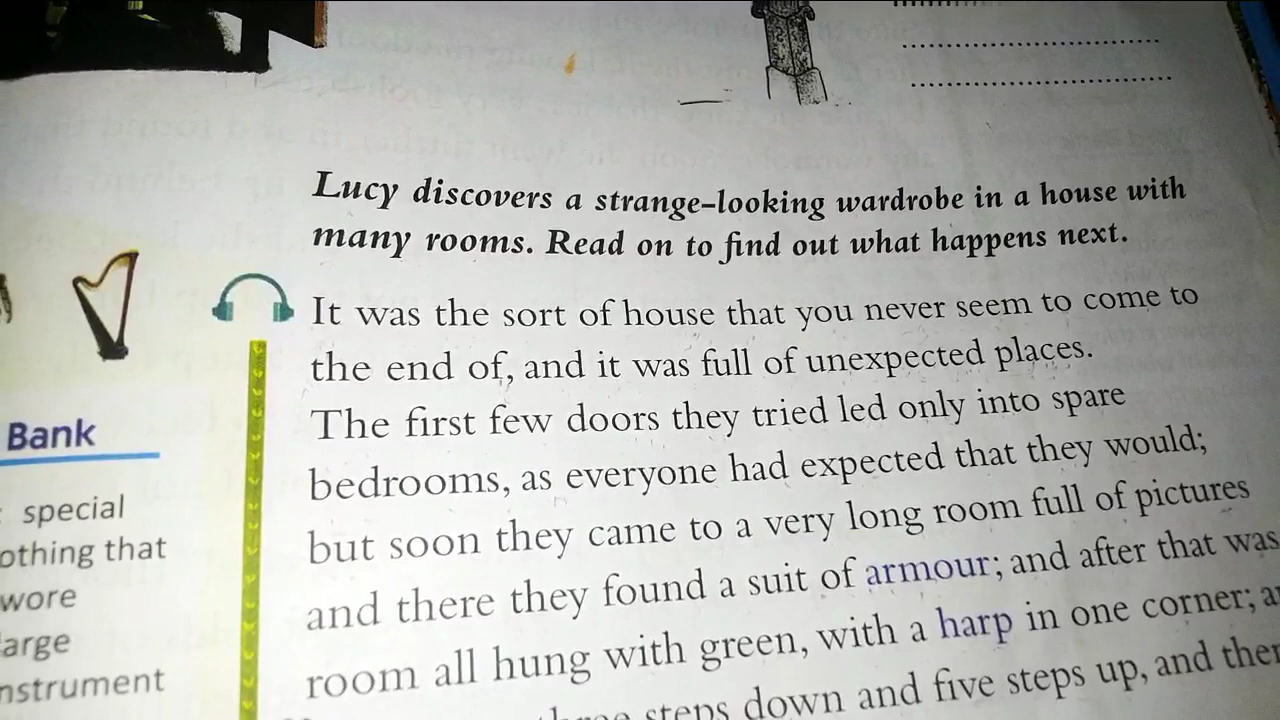 Lucy discovers a strange-looking wardrobe in a house with
many rooms. Read on to find out what happens next.
It was the sort of house that you never seem to come to
the end of, and it was full of unexpected places.
The first few doors they tried led only into spare
bedrooms, as everyone had expected that they would;
but soon they came to a very long room full of pictures
and there they found a suit of armour; and after that was
room all hung with green, with a harp in one corner;
steps down and five steps up, and
Bank
special
that
wore